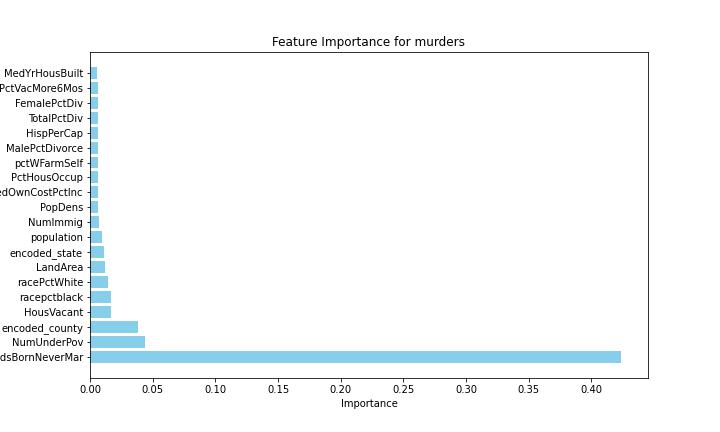 Feature Importance for murders
MedYrHousBuilt
PctVacMore6Mos
FemalePctDiv
TotalPctDiv
HispPerCap
MalePctDivorce
pctWFarmSelf
PctHousOccup
edOwnCostPctInc
PopDens
NumImmig
population
encoded_state
LandArea
racePctWhite
racepctblack
HousVacant
encoded_county
NumUnderPov
dsBornNeverMar
0.00 0.05 0.10 0.15 0.20 0.25 0.30 0.35 0.40
Importance